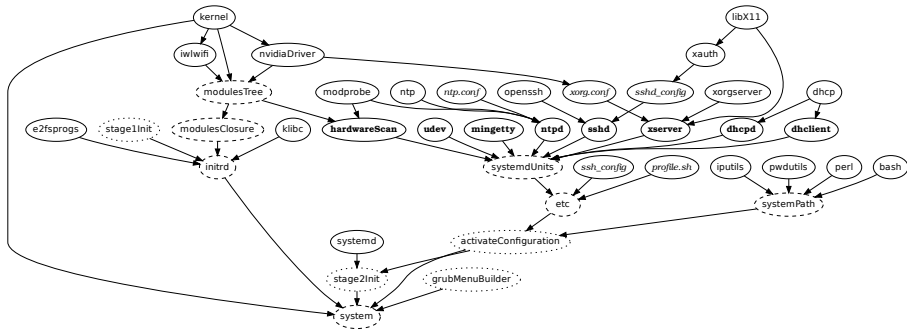 kernel libX11
iwlwifi nvidiaDriver xauth
modulesTree modprobe ntp ntp.conf openssh xorg.conf sshd_config xorgserver dhcp
e2fsprogs stage1Init modulesClosure klibc hardwareScan udev mingetty ntpd sshd xserver dhcpd dhclient
initrd systemdUnits ssh_config profile.sh iputils pwdutils perl bash
etc systemPath
systemd activateConfiguration
stage2Init grubMenuBuilder
system